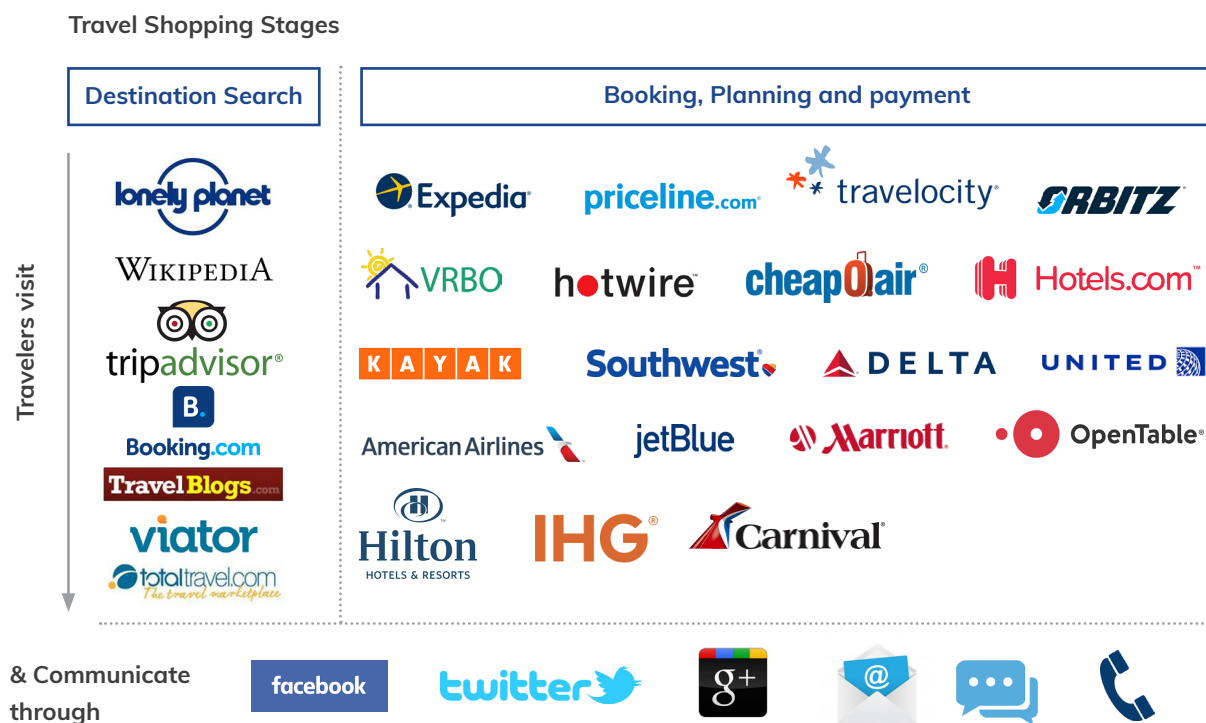 Travel Shopping Stages
Destination Search
Booking, Planning and payment
Travelers visit
lonely planet
WIKIPEDIA
tripadvisor®
B.
Booking.com
TravelBlogs.com
viator
totaltravel.com
The travel marketplace
Expedia®
priceline.com®
travelocity®
ORBITZ
VRBO
hotwire™
cheapOair®
Hotels.com™
KAYAK
Southwest®
DELTA
UNITED
American Airlines
jetBlue
Marriott
OpenTable®
H
Hilton
HOTELS & RESORTS
IHG®
Carnival®
& Communicate
through
facebook
twitter
g+
@